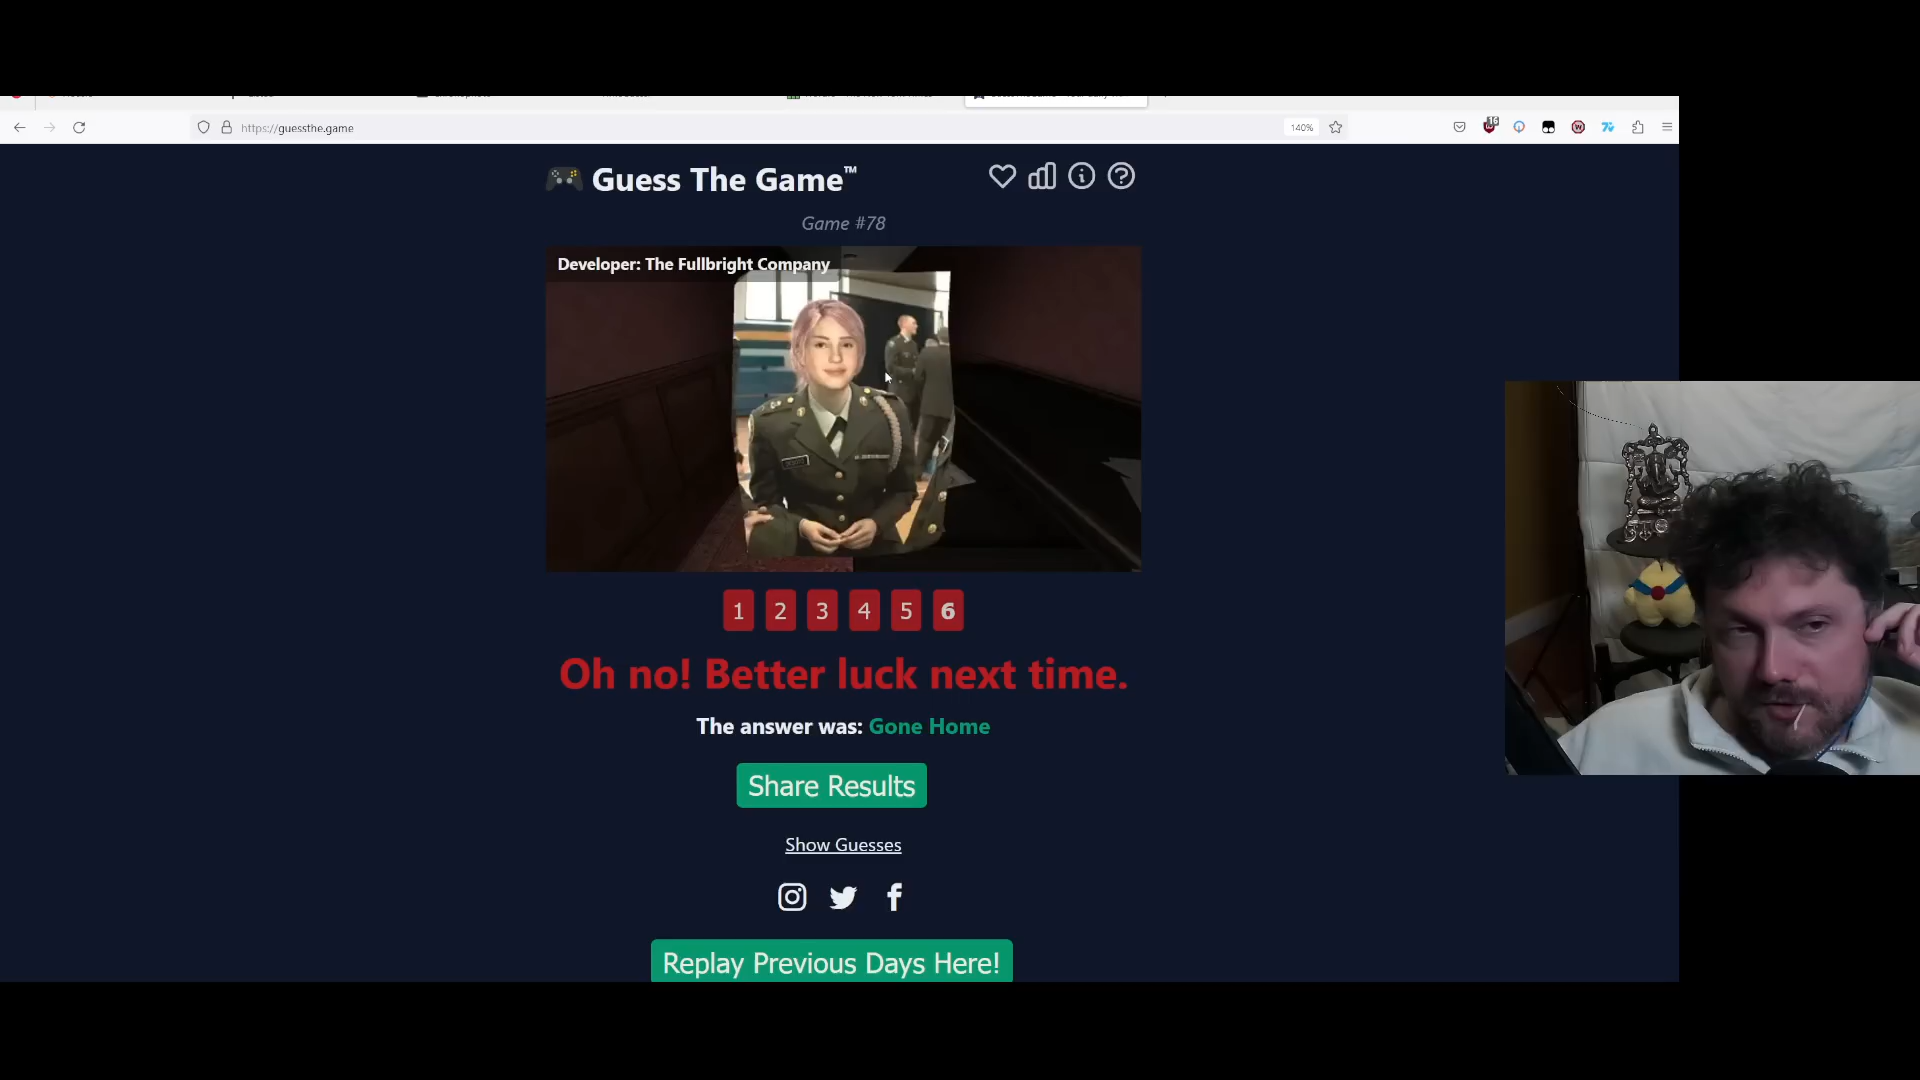 https://guessthe.game
140%
16
Guess The Game™
Game #78
Developer: The Fullbright Company
1 2 3 4 5 6
Oh no! Better luck next time.
The answer was: Gone Home
Share Results
Show Guesses
Replay Previous Days Here!